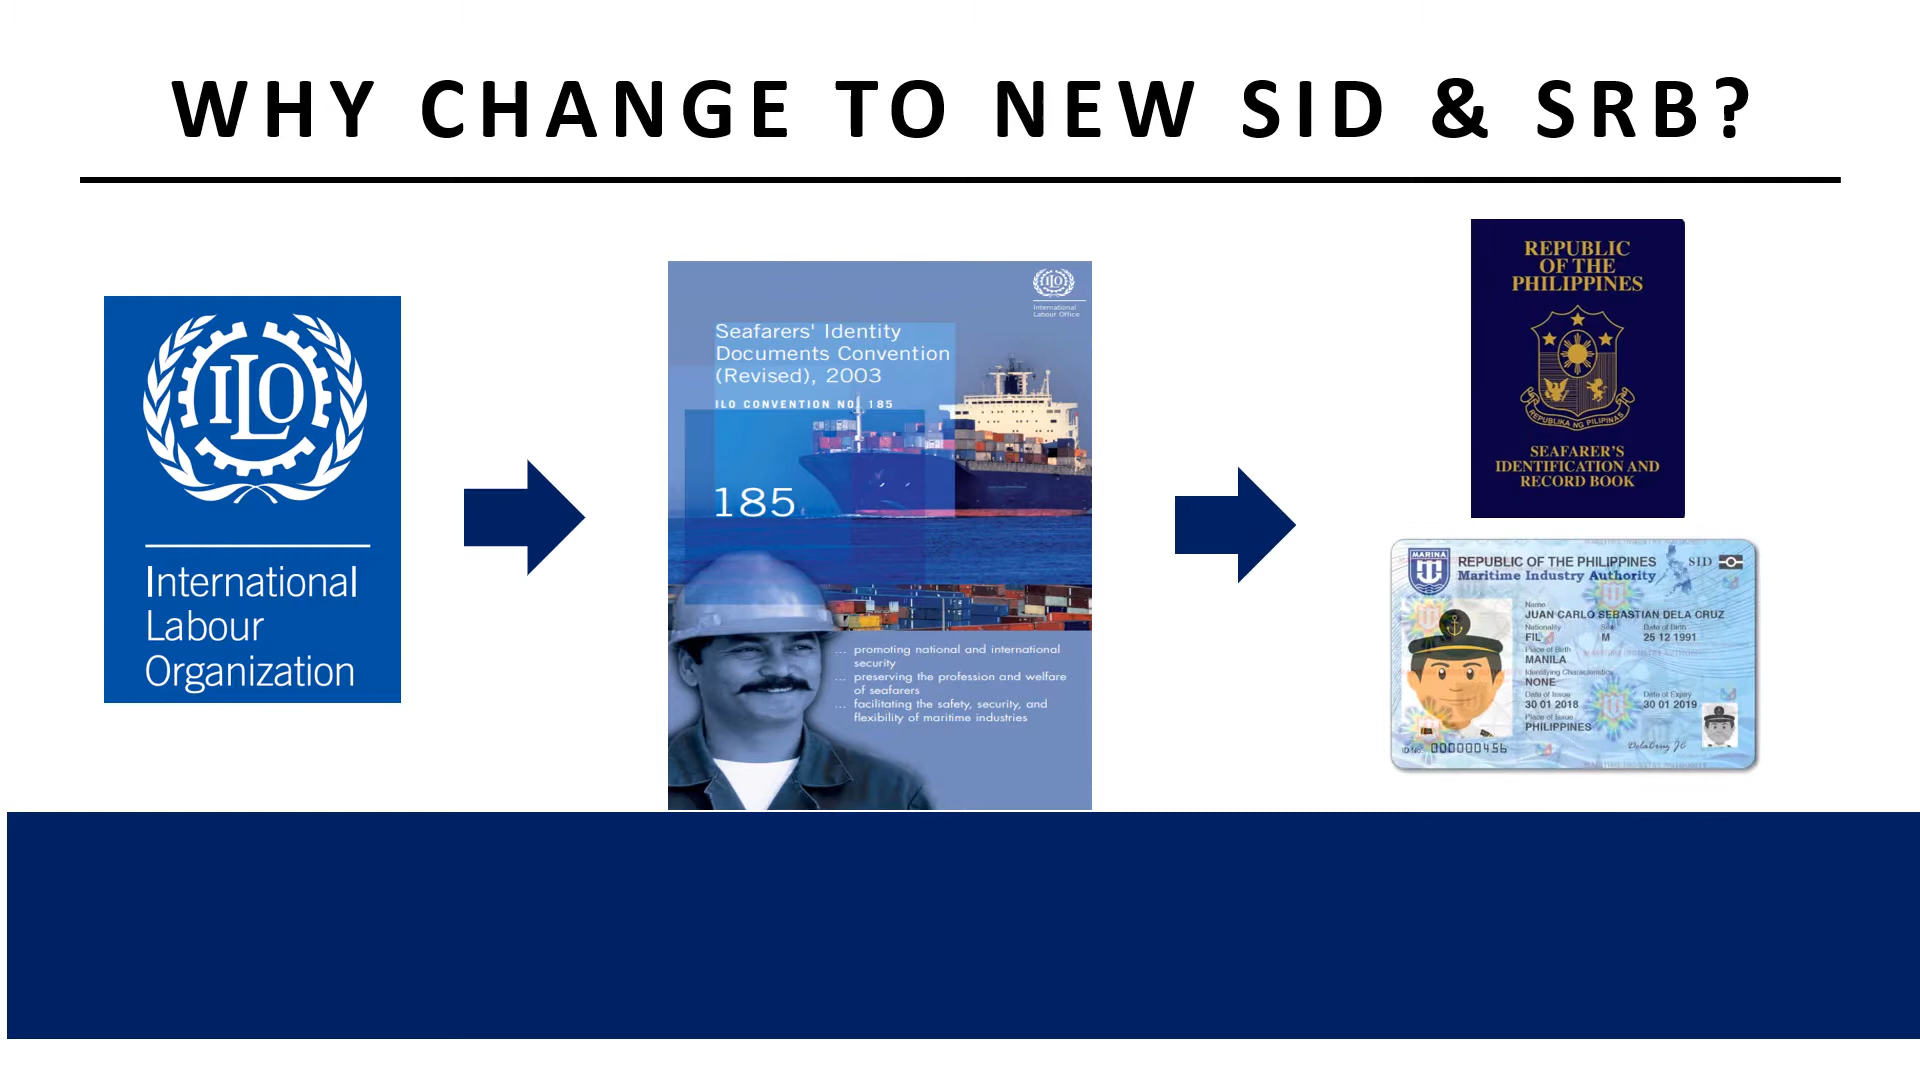 WHY CHANGE TO NEW SID & SRB?
ILO
International
Labour
Organization
ILO
International
Labour Office
Seafarers' Identity
Documents Convention
(Revised), 2003
ILO CONVENTION NO. 185
185
... promoting national and international
security
... preserving the profession and welfare
of seafarers
... facilitating the safety, security, and
flexibility of maritime industries
REPUBLIC
OF THE
PHILIPPINES
REPUBLIKA NG PILIPINAS
SEAFARER'S
IDENTIFICATION AND
RECORD BOOK
MARINA
REPUBLIC OF THE PHILIPPINES
SID
Maritime Industry Authority
Name
JUAN CARLO SEBASTIAN DELA CRUZ
Nationality Sex Date of Birth
FIL M 25 12 1991
Place of Birth
MANILA
Identifying Characteristics
NONE
Date of Issue Date of Expiry
30 01 2018 30 01 2019
Place of Issue
PHILIPPINES
ID No. 000000456
DelaCruz JC